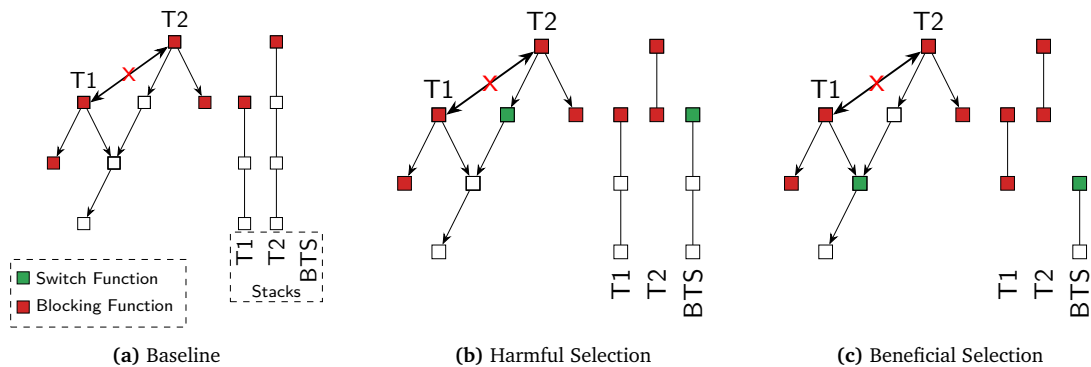 T2
T1
X
T1
T2
BTS
Stacks
Switch Function
Blocking Function
(a) Baseline
T2
T1
X
T1
T2
BTS
(b) Harmful Selection
T2
T1
X
T1
T2
BTS
(c) Beneficial Selection